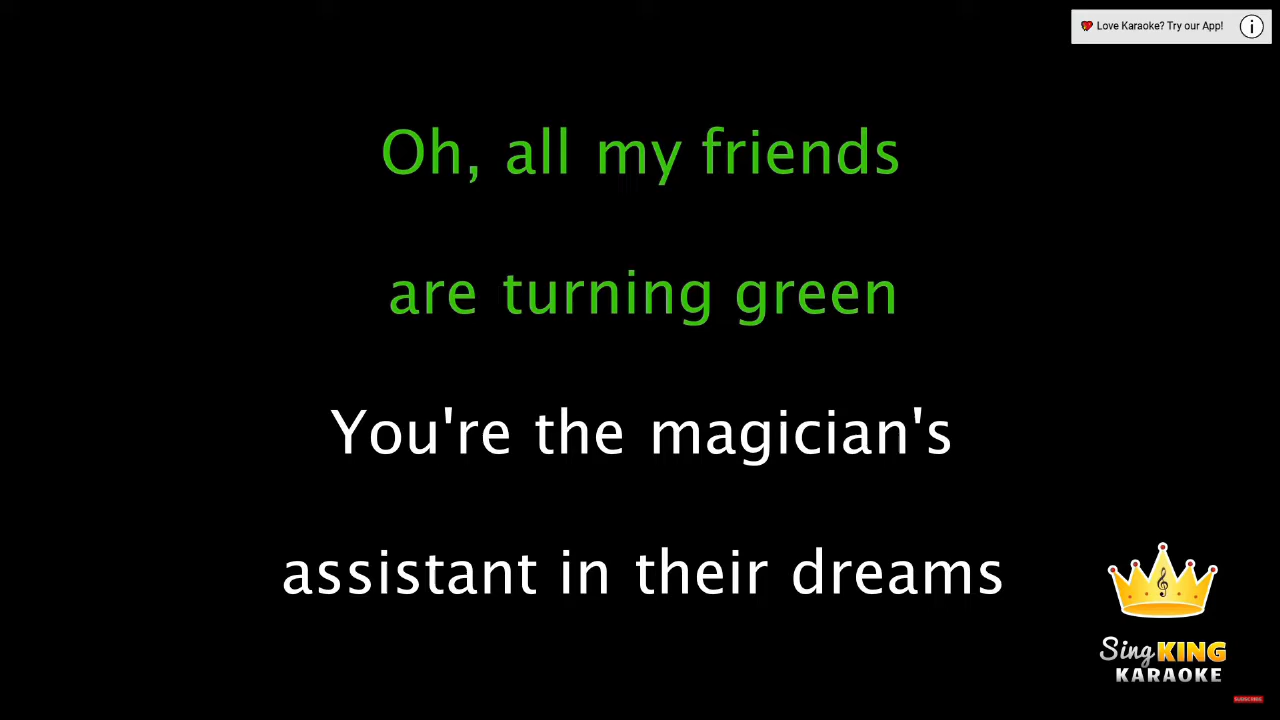 Love Karaoke? Try our App!
Oh, all my friends
are turning green
You're the magician's
assistant in their dreams
Sing KING
KARAOKE
SUBSCRIBE